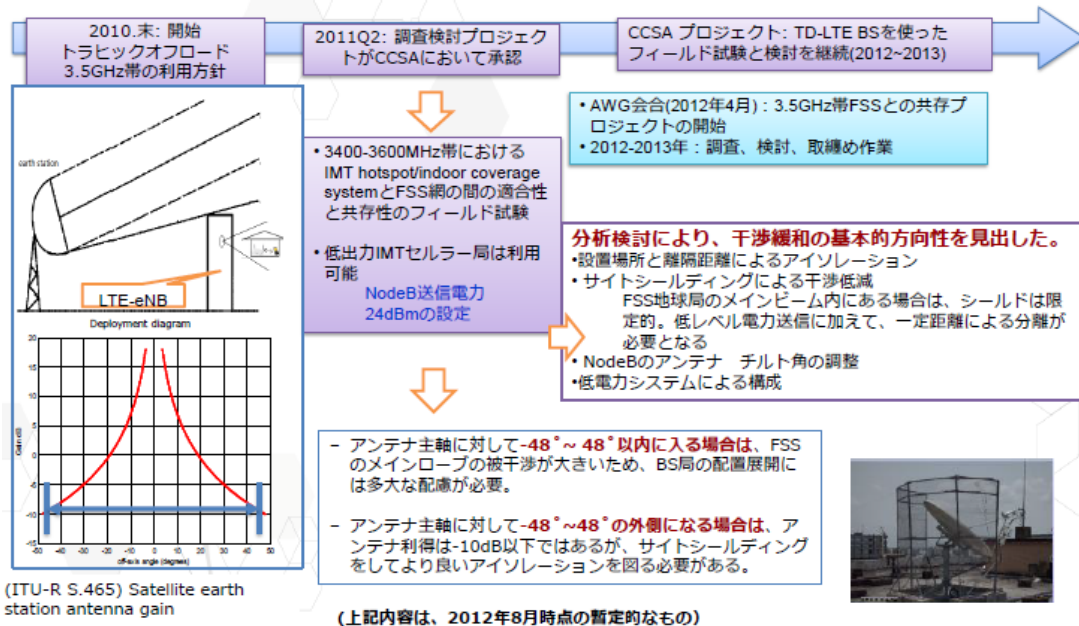 2010.末: 開始
トラヒックオフロード
3.5GHz帯の利用方針
2011Q2: 調査検討プロジェク
トがCCSAにおいて承認
CCSA プロジェクト: TD-LTE BSを使った
フィールド試験と検討を継続(2012~2013)
• AWG会合(2012年4月)：3.5GHz帯FSSとの共存プ
ロジェクトの開始
• 2012-2013年：調査、検討、取纏め作業
earth station
LTE-eNB
Deployment diagram
• 3400-3600MHz帯における
IMT hotspot/indoor coverage
systemとFSS網の間の適合性
と共存性のフィールド試験
• 低出力IMTセルラー局は利用
可能
NodeB送信電力
24dBmの設定
分析検討により、干渉緩和の基本的方向性を見出した。
•設置場所と離隔距離によるアイソレーション
• サイトシールディングによる干渉低減
FSS地球局のメインビーム内にある場合は、シールドは限
定的。低レベル電力送信に加えて、一定距離による分離が
必要となる
• NodeBのアンテナ　チルト角の調整
•低電力システムによる構成
20
15
10
5
0
-5
-10
-15
Gain dBi
-50 -40 -30 -20 -10 0 10 20 30 40 50
off-axis angle (degrees)
(ITU-R S.465) Satellite earth
station antenna gain
– アンテナ主軸に対して-48˚~ 48˚以内に入る場合は、FSS
のメインローブの被干渉が大きいため、BS局の配置展開に
は多大な配慮が必要。
– アンテナ主軸に対して-48˚~48˚の外側になる場合は、アン
テナ利得は-10dB以下ではあるが、サイトシールディング
をしてより良いアイソレーションを図る必要がある。
(上記内容は、2012年8月時点の暫定的なもの)